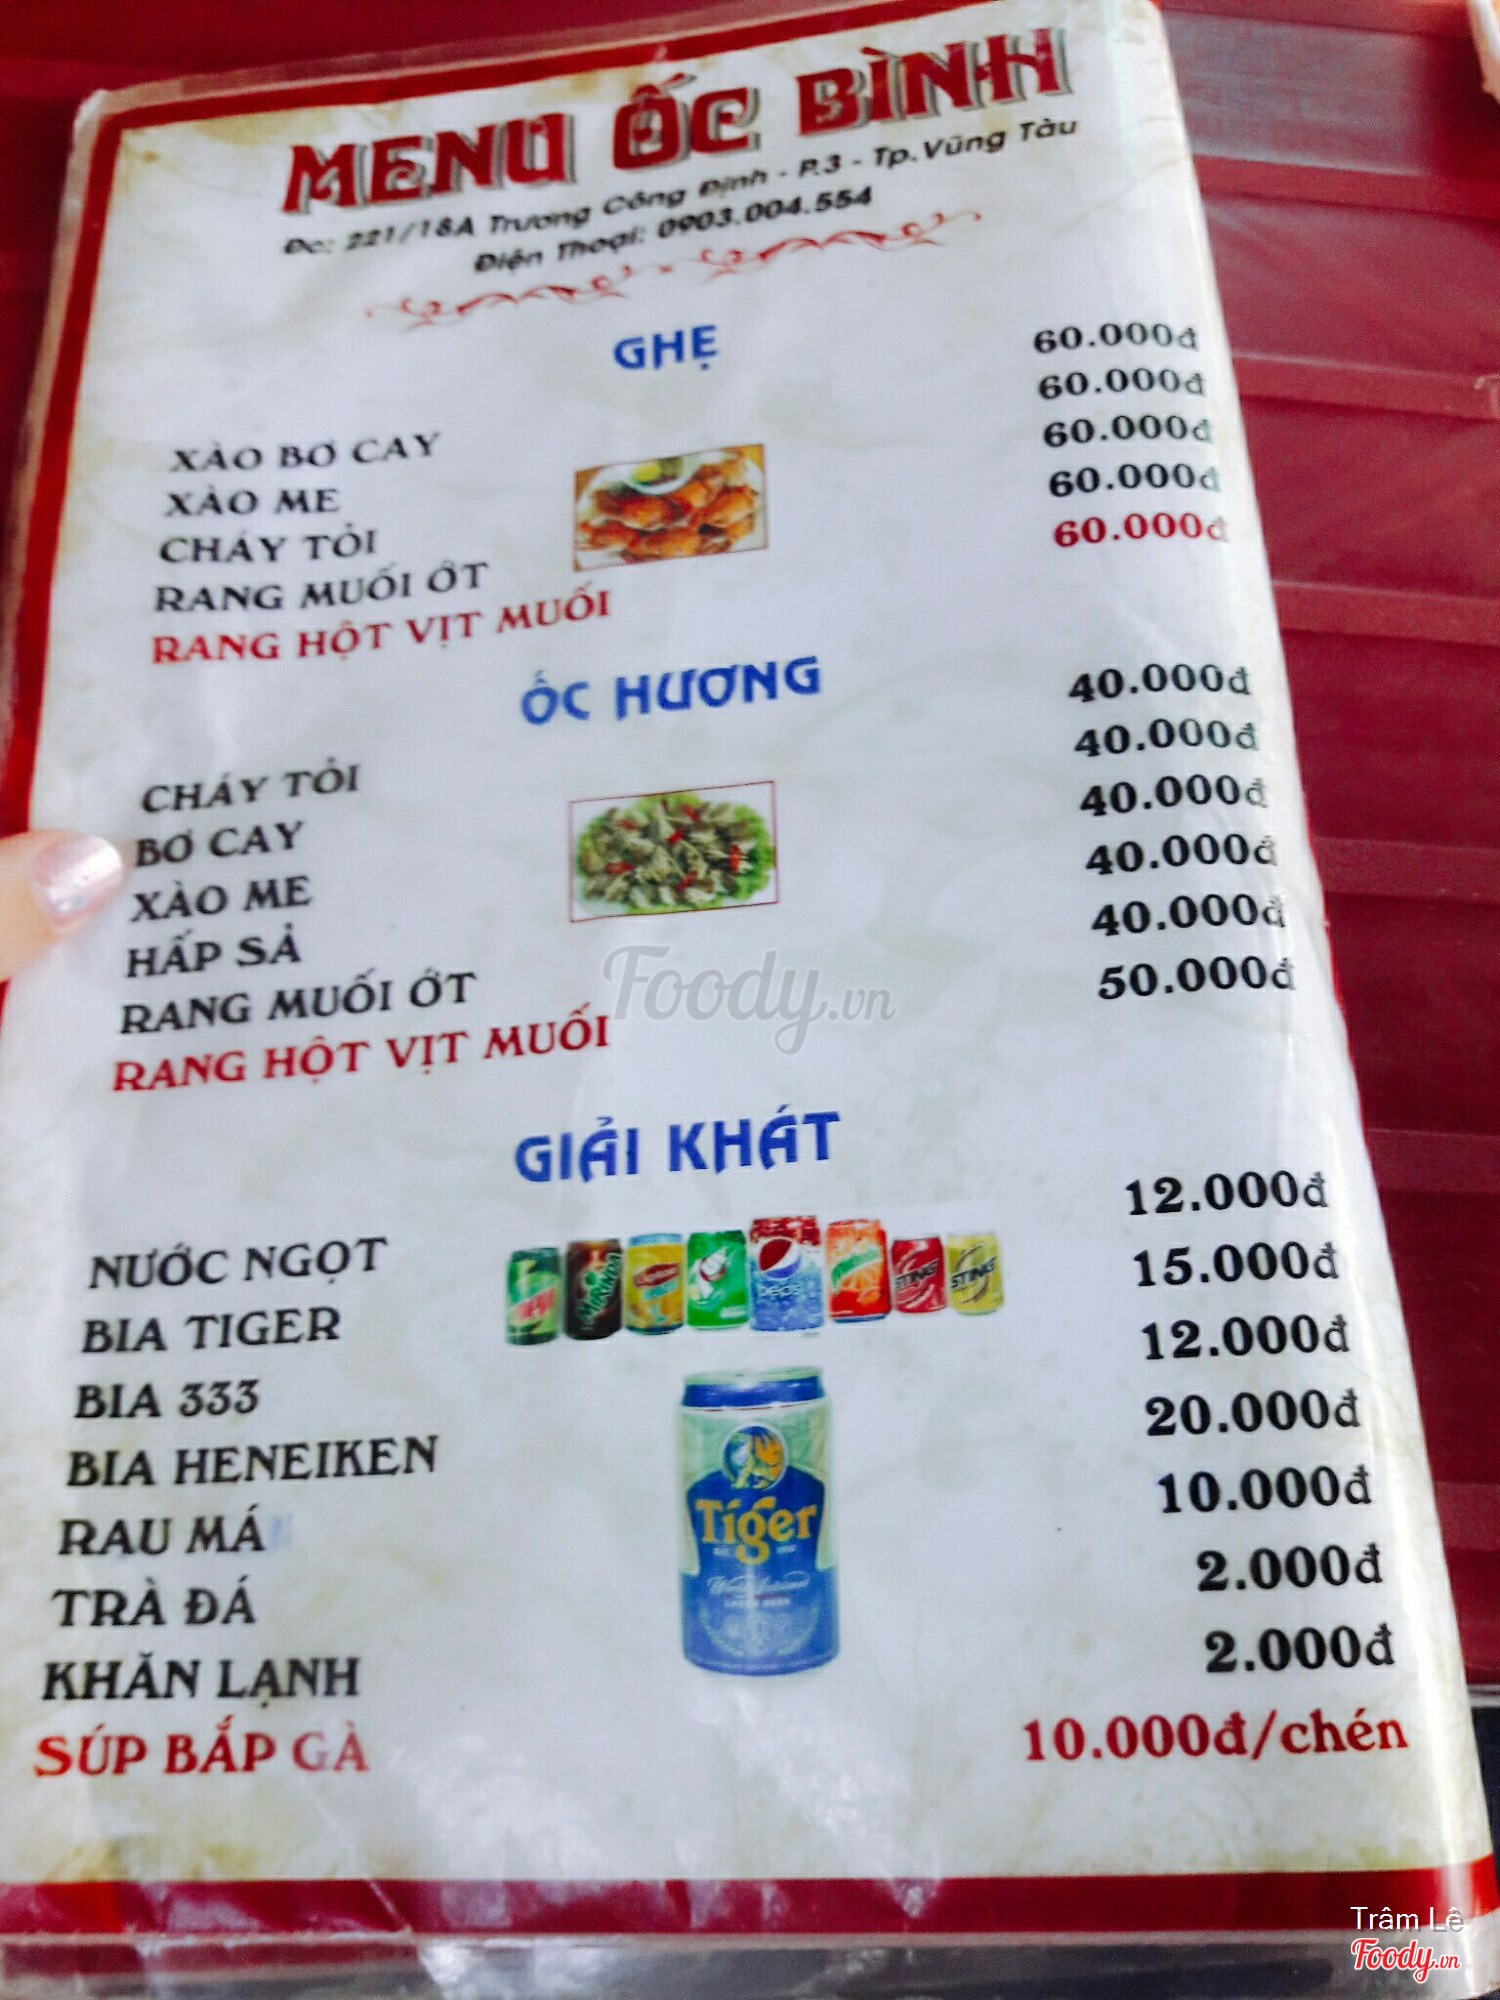 MENU ỐC BÌNH
Đc: 221/18A Trương Công Định - P.3 - Tp.Vũng Tàu
Điện Thoại: 0903.004.554
GHẸ
XÀO BƠ CAY 60.000đ
XÀO ME 60.000đ
CHÁY TỎI 60.000đ
RANG MUỐI ỚT 60.000đ
RANG HỘT VỊT MUỐI 60.000đ
ỐC HƯƠNG
CHÁY TỎI 40.000đ
BƠ CAY 40.000đ
XÀO ME 40.000đ
HẤP SẢ 40.000đ
RANG MUỐI ỚT 40.000đ
RANG HỘT VỊT MUỐI 50.000đ
Foody.vn
GIẢI KHÁT
NƯỚC NGỌT 12.000đ
BIA TIGER 15.000đ
BIA 333 12.000đ
BIA HENEIKEN 20.000đ
RAU MÁ 10.000đ
TRÀ ĐÁ 2.000đ
KHĂN LẠNH 2.000đ
SÚP BẮP GÀ 10.000đ/chén
pepsi
STING
STING
Tiger
Trâm Lê
Foody.vn